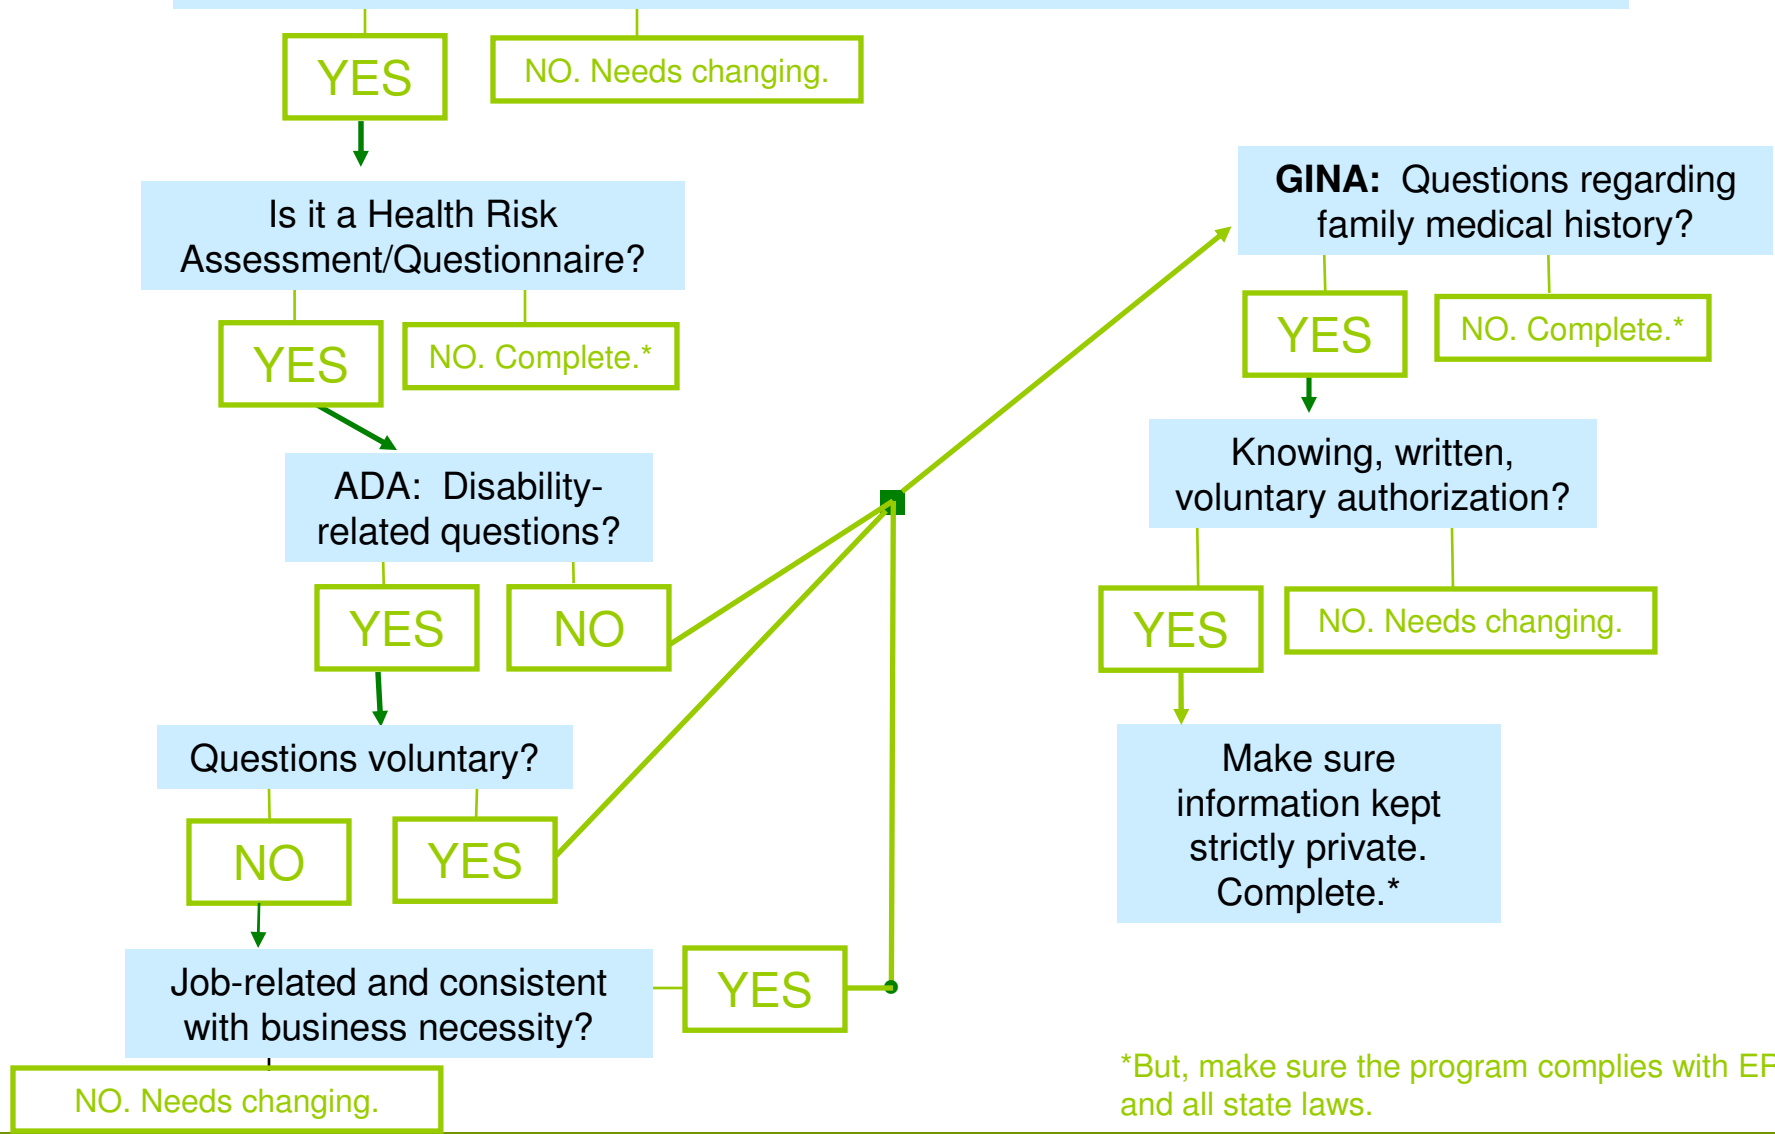 YES
NO. Needs changing.
Is it a Health Risk
Assessment/Questionnaire?
YES
NO. Complete.*
ADA:  Disability-
related questions?
YES
NO
Questions voluntary?
NO
YES
Job-related and consistent
with business necessity?
YES
NO. Needs changing.
GINA:  Questions regarding
family medical history?
YES
NO. Complete.*
Knowing, written,
voluntary authorization?
YES
NO. Needs changing.
Make sure
information kept
strictly private.
Complete.*
*But, make sure the program complies with
and all state laws.